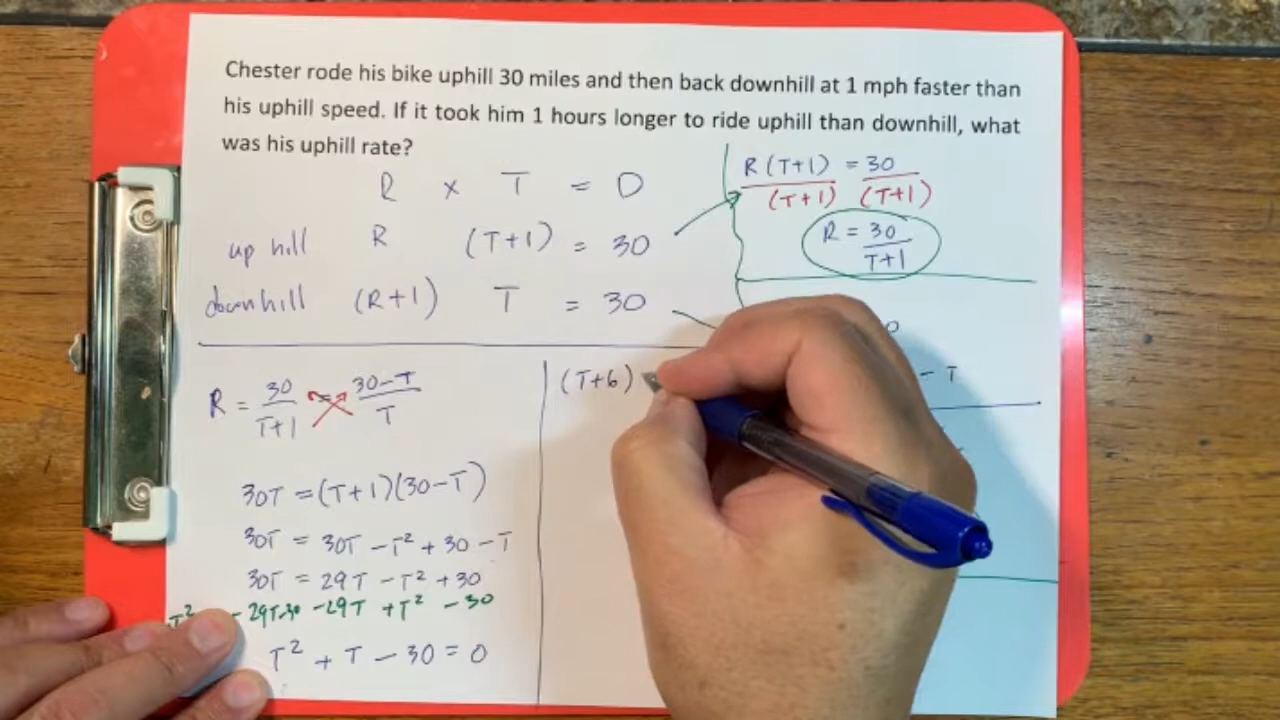 Chester rode his bike uphill 30 miles and then back downhill at 1 mph faster than
his uphill speed. If it took him 1 hours longer to ride uphill than downhill, what
was his uphill rate?
R × T = D
up hill R (T+1) = 30
downhill (R+1) T = 30
R(T+1) = 30
(T+1) (T+1)
R = 30
T+1
- T
R = 30 = 30-T
T+1 T
30T = (T+1)(30-T)
30T = 30T - T² + 30 - T
30T = 29T - T² + 30
T² - 29T-30 -29T +T² -30
T² + T - 30 = 0
(T+6)